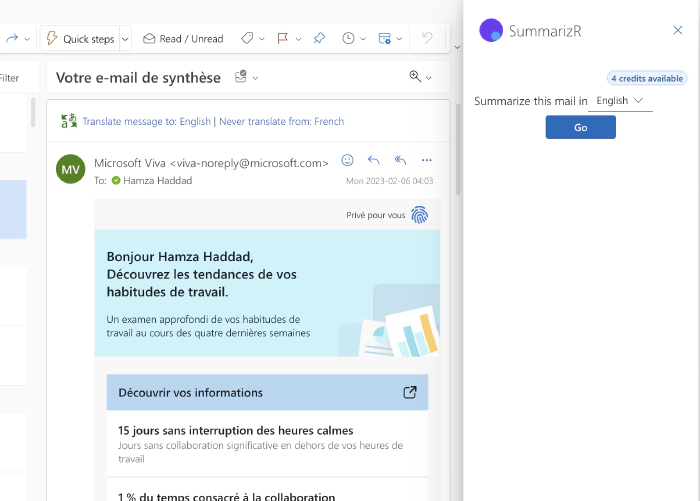 Quick steps
Read / Unread
Filter
Votre e-mail de synthèse
Translate message to: English | Never translate from: French
MV
Microsoft Viva <viva-noreply@microsoft.com>
To: Hamza Haddad
Mon 2023-02-06 04:03
Privé pour vous
Bonjour Hamza Haddad,
Découvrez les tendances de vos
habitudes de travail.
Un examen approfondi de vos habitudes de
travail au cours des quatre dernières semaines
Découvrir vos informations
15 jours sans interruption des heures calmes
Jours sans collaboration significative en dehors de vos heures de
travail
1 % du temps consacré à la collaboration
SummarizR
4 credits available
Summarize this mail in English
Go